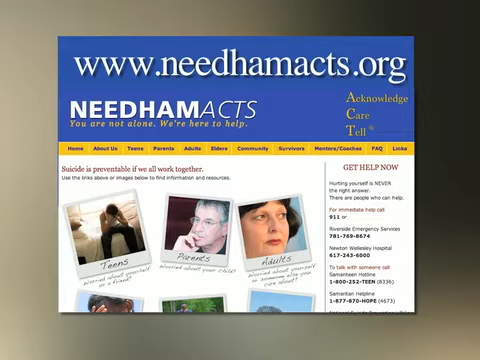 www.needhamacts.org
NEEDHAMACTS
You are not alone. We're here to help.
Acknowledge
Care
Tell ®
Home About Us Teens Parents Adults Elders Community Survivors Mentors/Coaches FAQ Links
Suicide is preventable if we all work together.
Use the links above or images below to find information and resources.
Teens
Worried about yourself
or a friend?
Parents
Worried about your child?
Adults
Worried about yourself
or someone else you
care about?
GET HELP NOW
Hurting yourself is NEVER
the right answer.
There are people who can help.
For immediate help call
911 or
Riverside Emergency Services
781-769-8674
Newton Wellesley Hospital
617-243-6000
To talk with someone call
Samariteen Hotline
1-800-252-TEEN (8336)
Samaritan Helpline
1-877-870-HOPE (4673)